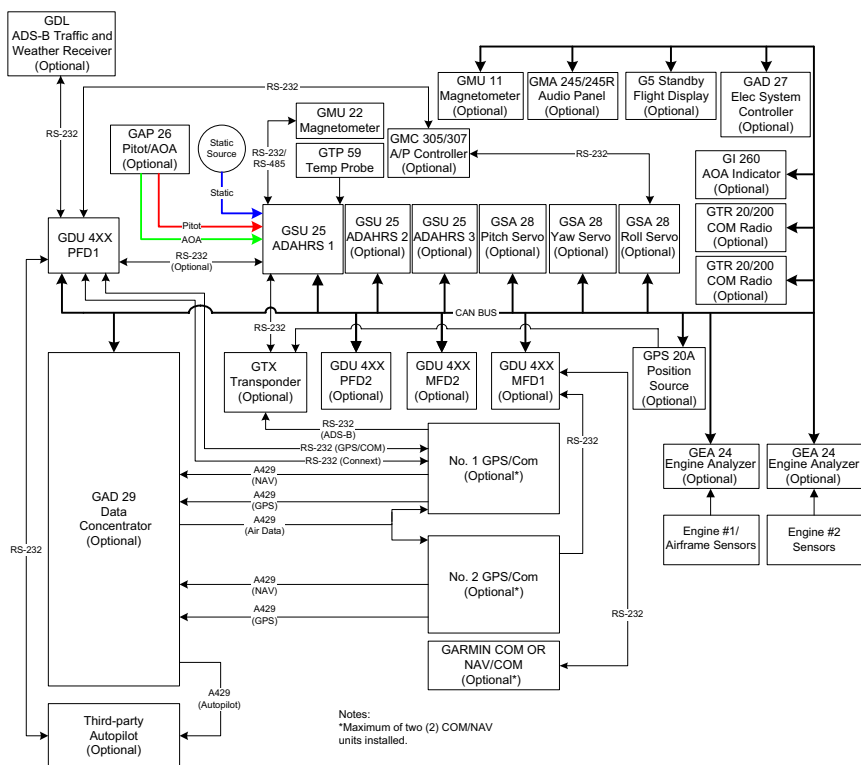 GDL
ADS-B Traffic and
Weather Receiver
(Optional)
RS-232
RS-232
GMU 11
Magnetometer
(Optional)
GMA 245/245R
Audio Panel
(Optional)
G5 Standby
Flight Display
(Optional)
GAD 27
Elec System
Controller
(Optional)
GAP 26
Pitot/AOA
(Optional)
Static
Source
Static
RS-232/
RS-485
GMU 22
Magnetometer
GTP 59
Temp Probe
GMC 305/307
A/P Controller
(Optional)
RS-232
GI 260
AOA Indicator
(Optional)
GTR 20/200
COM Radio
(Optional)
GTR 20/200
COM Radio
(Optional)
Pitot
AOA
GDU 4XX
PFD1
RS-232
(Optional)
GSU 25
ADAHRS 1
GSU 25
ADAHRS 2
(Optional)
GSU 25
ADAHRS 3
(Optional)
GSA 28
Pitch Servo
(Optional)
GSA 28
Yaw Servo
(Optional)
GSA 28
Roll Servo
(Optional)
CAN BUS
RS-232
GTX
Transponder
(Optional)
GDU 4XX
PFD2
(Optional)
GDU 4XX
MFD2
(Optional)
GDU 4XX
MFD1
(Optional)
GPS 20A
Position
Source
(Optional)
RS-232
(ADS-B)
RS-232 (GPS/COM)
RS-232 (Connext)
A429
(NAV)
A429
(GPS)
A429
(Air Data)
No. 1 GPS/Com
(Optional*)
RS-232
GEA 24
Engine Analyzer
(Optional)
GEA 24
Engine Analyzer
(Optional)
Engine #1/
Airframe Sensors
Engine #2
Sensors
GAD 29
Data
Concentrator
(Optional)
RS-232
A429
(NAV)
A429
(GPS)
No. 2 GPS/Com
(Optional*)
RS-232
GARMIN COM OR
NAV/COM
(Optional*)
A429
(Autopilot)
Third-party
Autopilot
(Optional)
Notes:
*Maximum of two (2) COM/NAV
units installed.